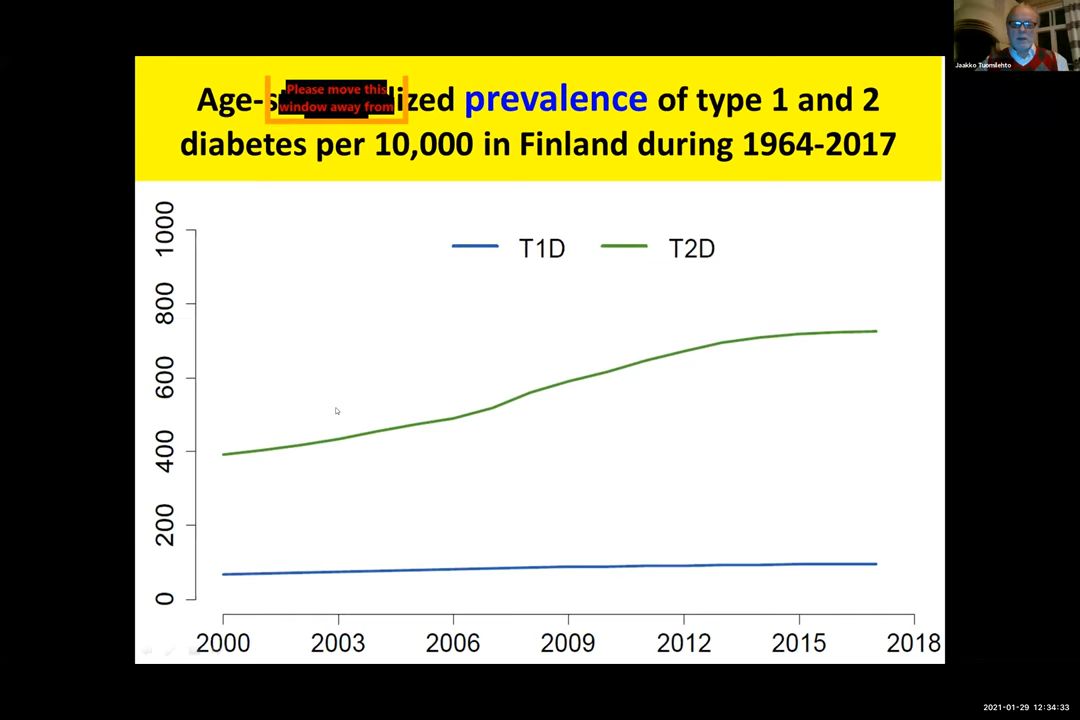 Jaakko Tuomilehto
Age-s
Please move this
window away from
lized prevalence of type 1 and 2
diabetes per 10,000 in Finland during 1964-2017
T1D T2D
1000
800
600
400
200
0
2000 2003 2006 2009 2012 2015 2018
2021-01-29 12:34:33